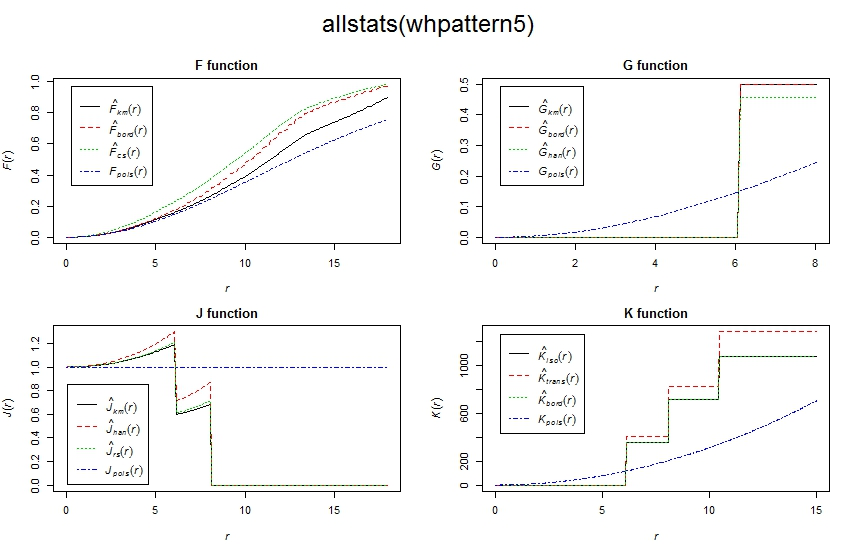 allstats(whpattern5)
F function
F(r)
1.0
0.8
0.6
0.4
0.2
0.0
F̂km(r)
F̂bord(r)
F̂cs(r)
Fpois(r)
0 5 10 15
r
G function
G(r)
0.5
0.4
0.3
0.2
0.1
0.0
Ĝkm(r)
Ĝbord(r)
Ĝhan(r)
Gpois(r)
0 2 4 6 8
r
J function
J(r)
1.2
1.0
0.8
0.6
0.4
0.2
0.0
Ĵkm(r)
Ĵhan(r)
Ĵrs(r)
Jpois(r)
0 5 10 15
r
K function
K(r)
1000
600
200
0
K̂iso(r)
K̂trans(r)
K̂bord(r)
Kpois(r)
0 5 10 15
r